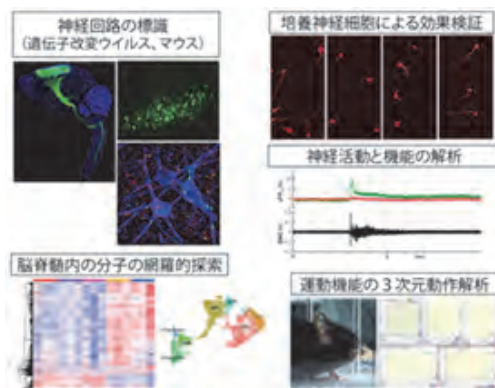 神経回路の標識
（遺伝子改変ウイルス、マウス）
培養神経細胞による効果検証
神経活動と機能の解析
脳脊髄内の分子の網羅的探索
運動機能の３次元動作解析